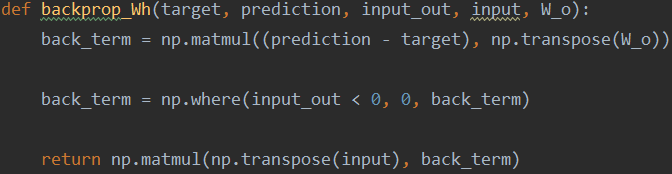 def backprop_Wh(target, prediction, input_out, input, W_o):
    back_term = np.matmul((prediction - target), np.transpose(W_o))
    back_term = np.where(input_out < 0, 0, back_term)
    return np.matmul(np.transpose(input), back_term)